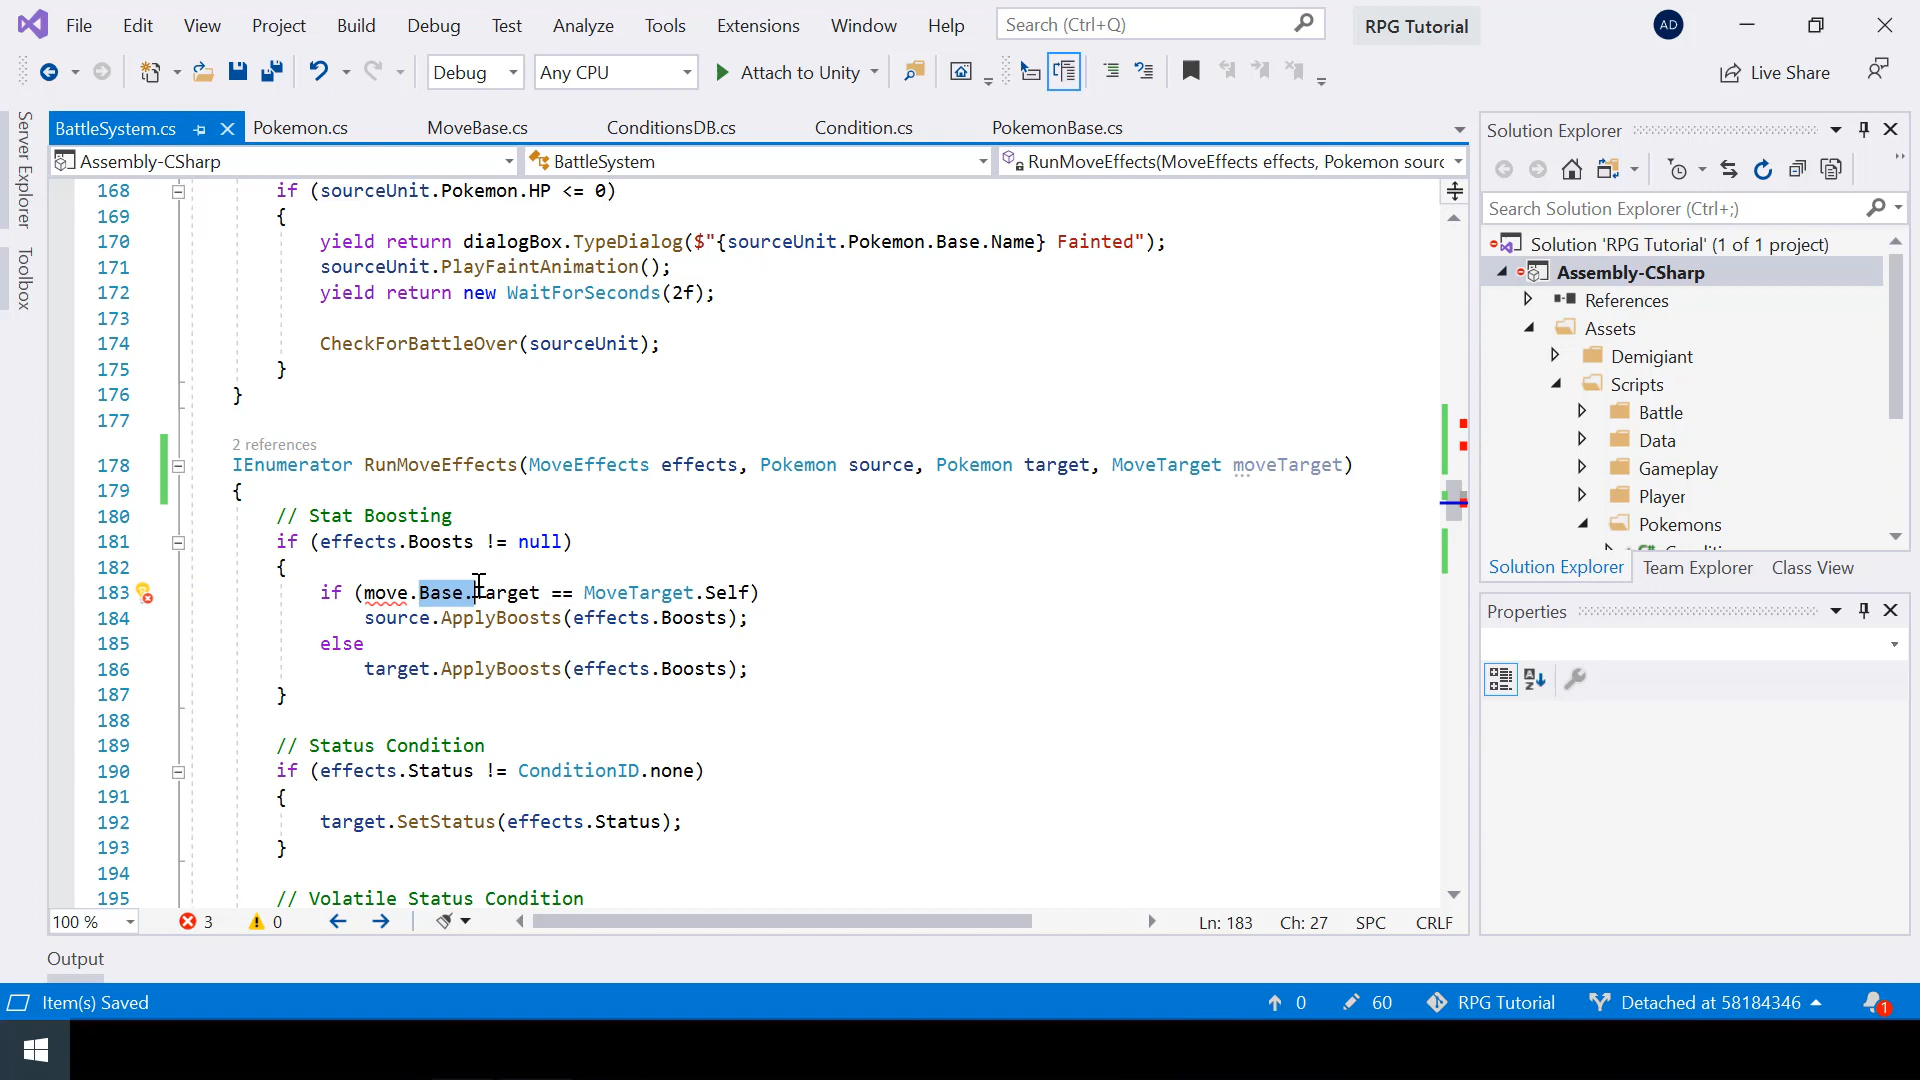 File Edit View Project Build Debug Test Analyze Tools Extensions Window Help Search (Ctrl+Q) RPG Tutorial AD
Debug Any CPU Attach to Unity Live Share
Server Explorer
Toolbox
BattleSystem.cs Pokemon.cs MoveBase.cs ConditionsDB.cs Condition.cs PokemonBase.cs
Assembly-CSharp BattleSystem RunMoveEffects(MoveEffects effects, Pokemon sourc
168 if (sourceUnit.Pokemon.HP <= 0)
169 {
170 yield return dialogBox.TypeDialog($"{sourceUnit.Pokemon.Base.Name} Fainted");
171 sourceUnit.PlayFaintAnimation();
172 yield return new WaitForSeconds(2f);
173
174 CheckForBattleOver(sourceUnit);
175 }
176 }
177
2 references
178 IEnumerator RunMoveEffects(MoveEffects effects, Pokemon source, Pokemon target, MoveTarget moveTarget)
179 {
180 // Stat Boosting
181 if (effects.Boosts != null)
182 {
183 if (move.Base.Target == MoveTarget.Self)
184 source.ApplyBoosts(effects.Boosts);
185 else
186 target.ApplyBoosts(effects.Boosts);
187 }
188
189 // Status Condition
190 if (effects.Status != ConditionID.none)
191 {
192 target.SetStatus(effects.Status);
193 }
194
195 // Volatile Status Condition
100 % 3 0 Ln: 183 Ch: 27 SPC CRLF
Output
Solution Explorer
Search Solution Explorer (Ctrl+;)
Solution 'RPG Tutorial' (1 of 1 project)
Assembly-CSharp
References
Assets
Demigiant
Scripts
Battle
Data
Gameplay
Player
Pokemons
Solution Explorer Team Explorer Class View
Properties
Item(s) Saved 0 60 RPG Tutorial Detached at 58184346 1